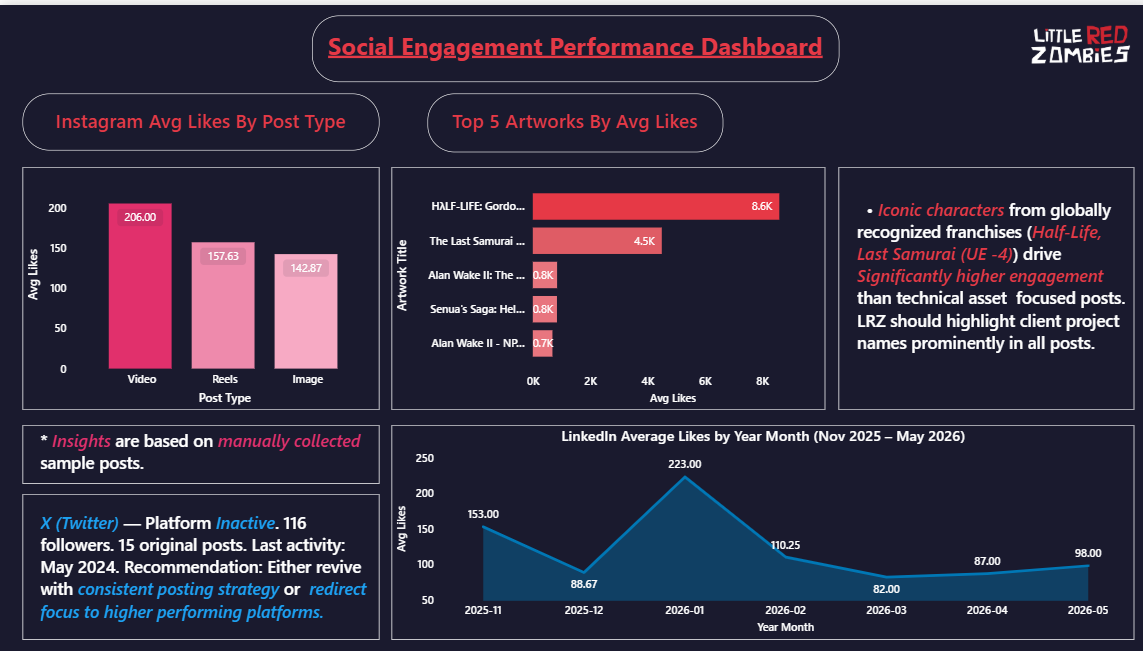 Social Engagement Performance Dashboard
LITTLE RED
ZOMBIES
Instagram Avg Likes By Post Type
Top 5 Artworks By Avg Likes
Avg Likes
200
150
100
50
0
206.00
157.63
142.87
Video
Reels
Image
Post Type
Artwork Title
HλLF-LIFE: Gordo...
8.6K
The Last Samurai ...
4.5K
Alan Wake II: The ...
0.8K
Senua's Saga: Hel...
0.8K
Alan Wake II - NP...
0.7K
0K
2K
4K
6K
8K
Avg Likes
• Iconic characters from globally
recognized franchises (Half-Life,
Last Samurai (UE -4)) drive
Significantly higher engagement
than technical asset focused posts.
LRZ should highlight client project
names prominently in all posts.
* Insights are based on manually collected
sample posts.
X (Twitter) — Platform Inactive. 116
followers. 15 original posts. Last activity:
May 2024. Recommendation: Either revive
with consistent posting strategy or redirect
focus to higher performing platforms.
LinkedIn Average Likes by Year Month (Nov 2025 – May 2026)
Avg Likes
250
200
150
100
50
153.00
88.67
223.00
110.25
82.00
87.00
98.00
2025-11
2025-12
2026-01
2026-02
2026-03
2026-04
2026-05
Year Month